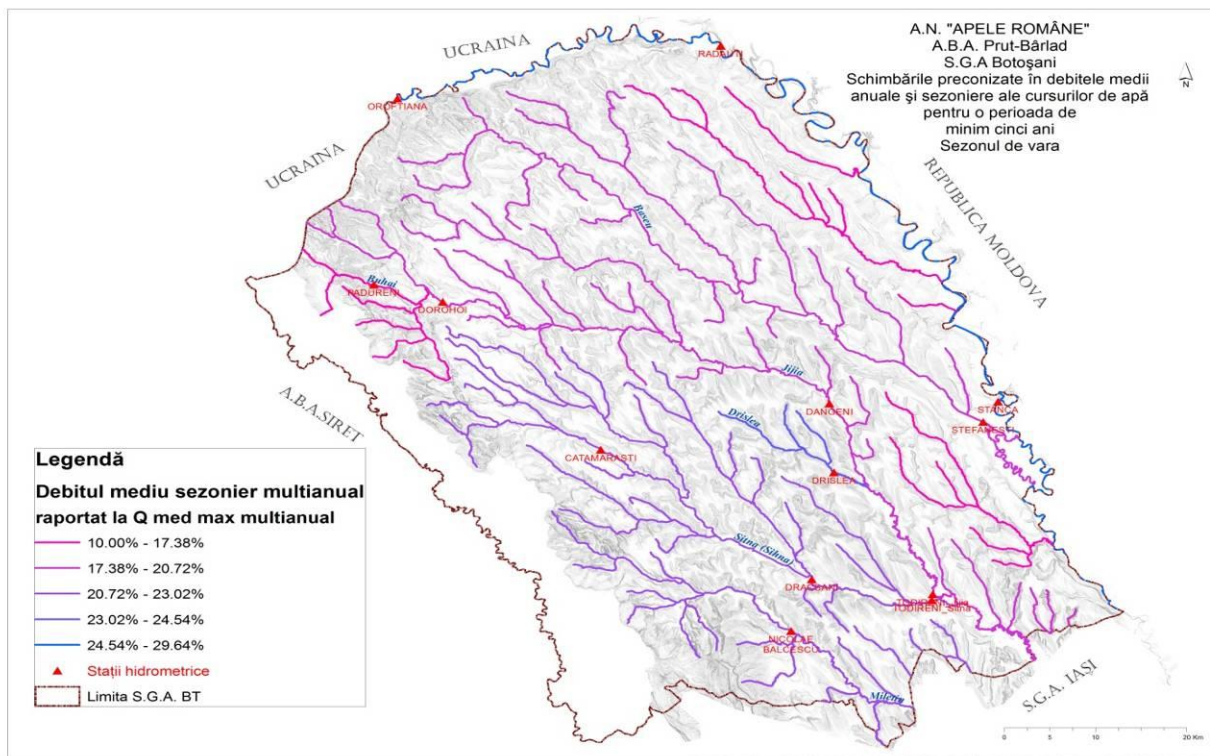 A.N. "APELE ROMÂNE"
A.B.A. Prut-Bârlad
S.G.A Botoşani
Schimbările preconizate în debitele medii
anuale şi sezoniere ale cursurilor de apă
pentru o perioada de
minim cinci ani
Sezonul de vara
N
UCRAINA
RADAUTI
OROFTIANA
UCRAINA
REPUBLICA MOLDOVA
Baseu
Buhai
PADURENI
DOROHOI
Jijia
A.B.A.SIRET
DANGENI
STANCA
STEFANESTI
Drislea
CATAMARASTI
DRISLEA
Sitna (Sihna)
DRACSANI
TODIRENI_Sitna
NICOLAE
BALCESCU
Miletin
S.G.A. IAŞI
Legendă
Debitul mediu sezonier multianual
raportat la Q med max multianual
10.00% - 17.38%
17.38% - 20.72%
20.72% - 23.02%
23.02% - 24.54%
24.54% - 29.64%
Staţii hidrometrice
Limita S.G.A. BT
0 5 10 20 Km